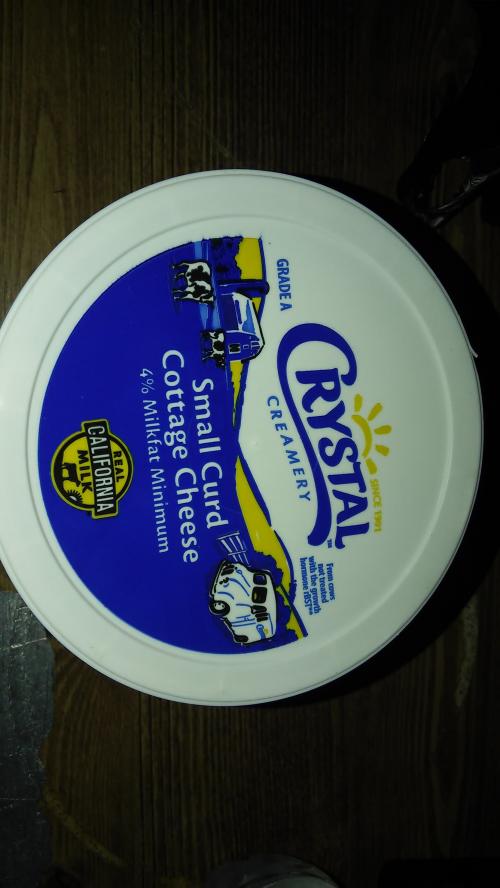 GRADE A
CRYSTAL™
CREAMERY
SINCE 1901
From cows
not treated
with the growth
hormone rBST**
Small Curd
Cottage Cheese
4% Milkfat Minimum
REAL
CALIFORNIA
MILK